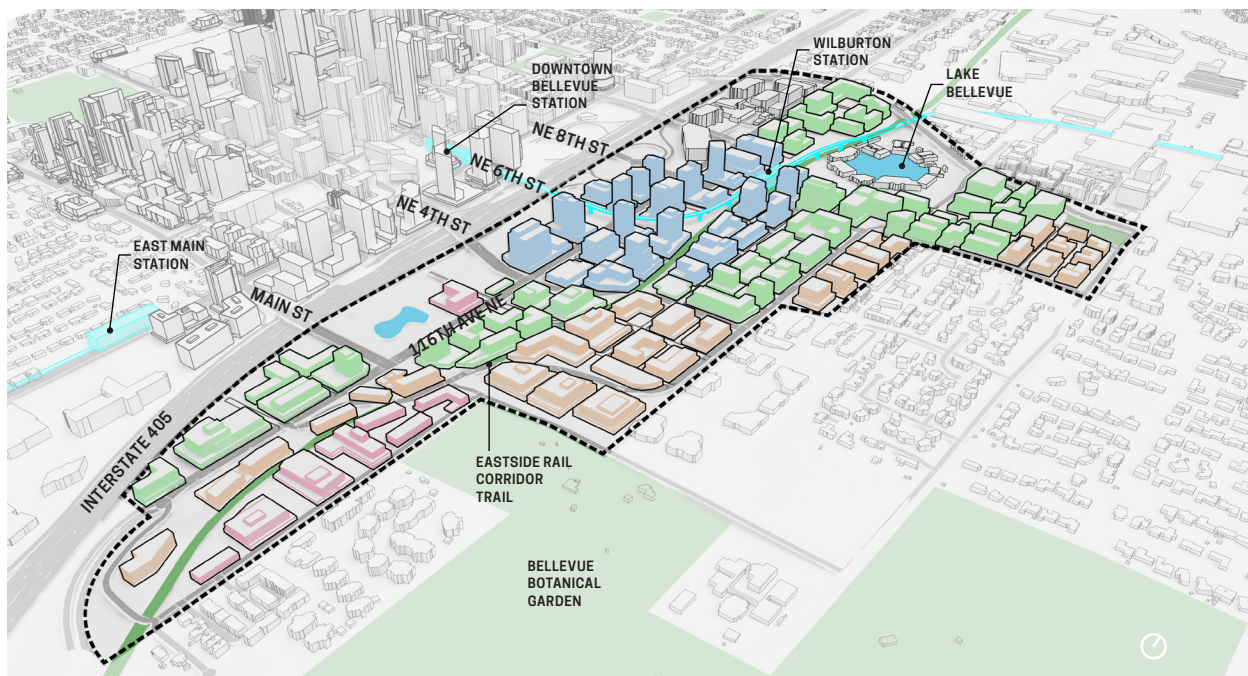 WILBURTON
STATION
DOWNTOWN
BELLEVUE
STATION
LAKE
BELLEVUE
NE 8TH ST
NE 6TH ST
NE 4TH ST
EAST MAIN
STATION
MAIN ST
116TH AVE NE
INTERSTATE 405
EASTSIDE RAIL
CORRIDOR
TRAIL
BELLEVUE
BOTANICAL
GARDEN